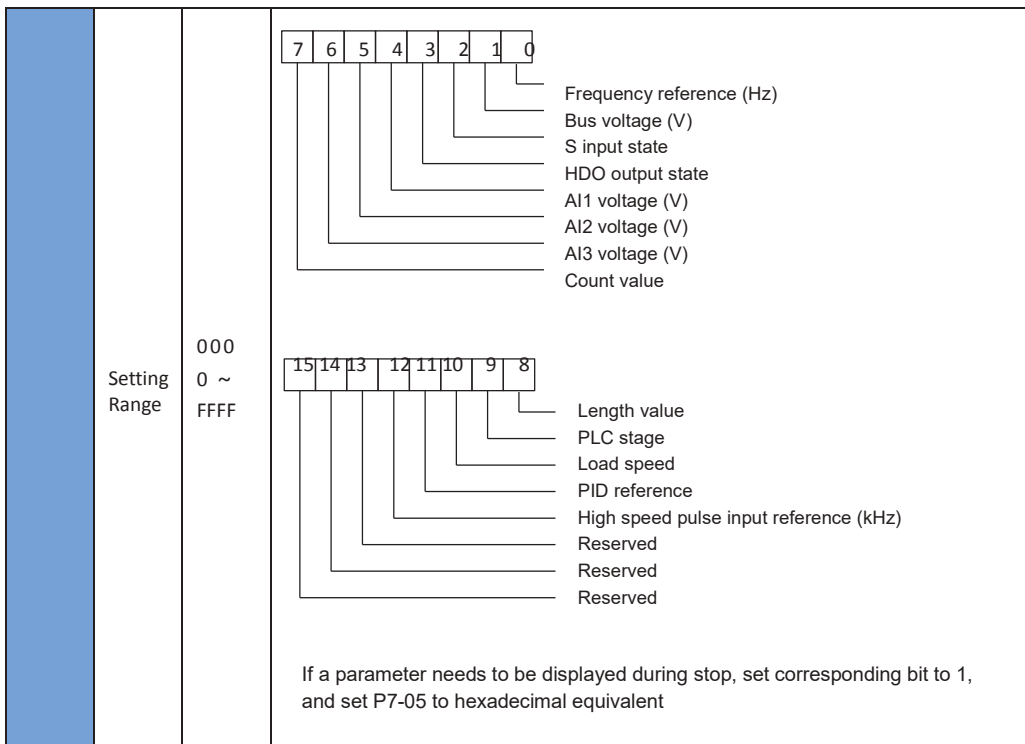 7 6 5 4 3 2 1 0
Frequency reference (Hz)
Bus voltage (V)
S input state
HDO output state
AI1 voltage (V)
AI2 voltage (V)
AI3 voltage (V)
Count value
Setting
Range
000
0 ~
FFFF
15 14 13 12 11 10 9 8
Length value
PLC stage
Load speed
PID reference
High speed pulse input reference (kHz)
Reserved
Reserved
Reserved
If a parameter needs to be displayed during stop, set corresponding bit to 1,
and set P7-05 to hexadecimal equivalent